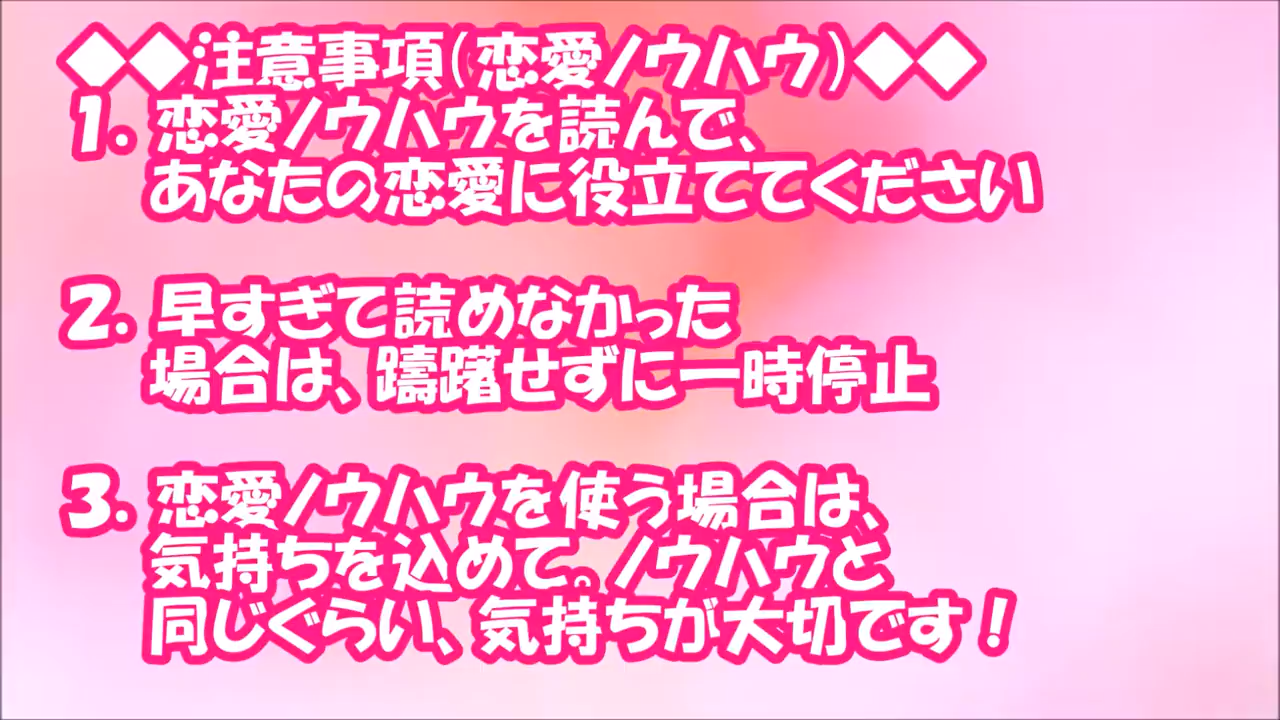 ◆◆注意事項(恋愛ノウハウ)◆◆
1. 恋愛ノウハウを読んで、
あなたの恋愛に役立ててください
2. 早すぎて読めなかった
場合は、躊躇せずに一時停止
3. 恋愛ノウハウを使う場合は、
気持ちを込めて。ノウハウと
同じぐらい、気持ちが大切です！